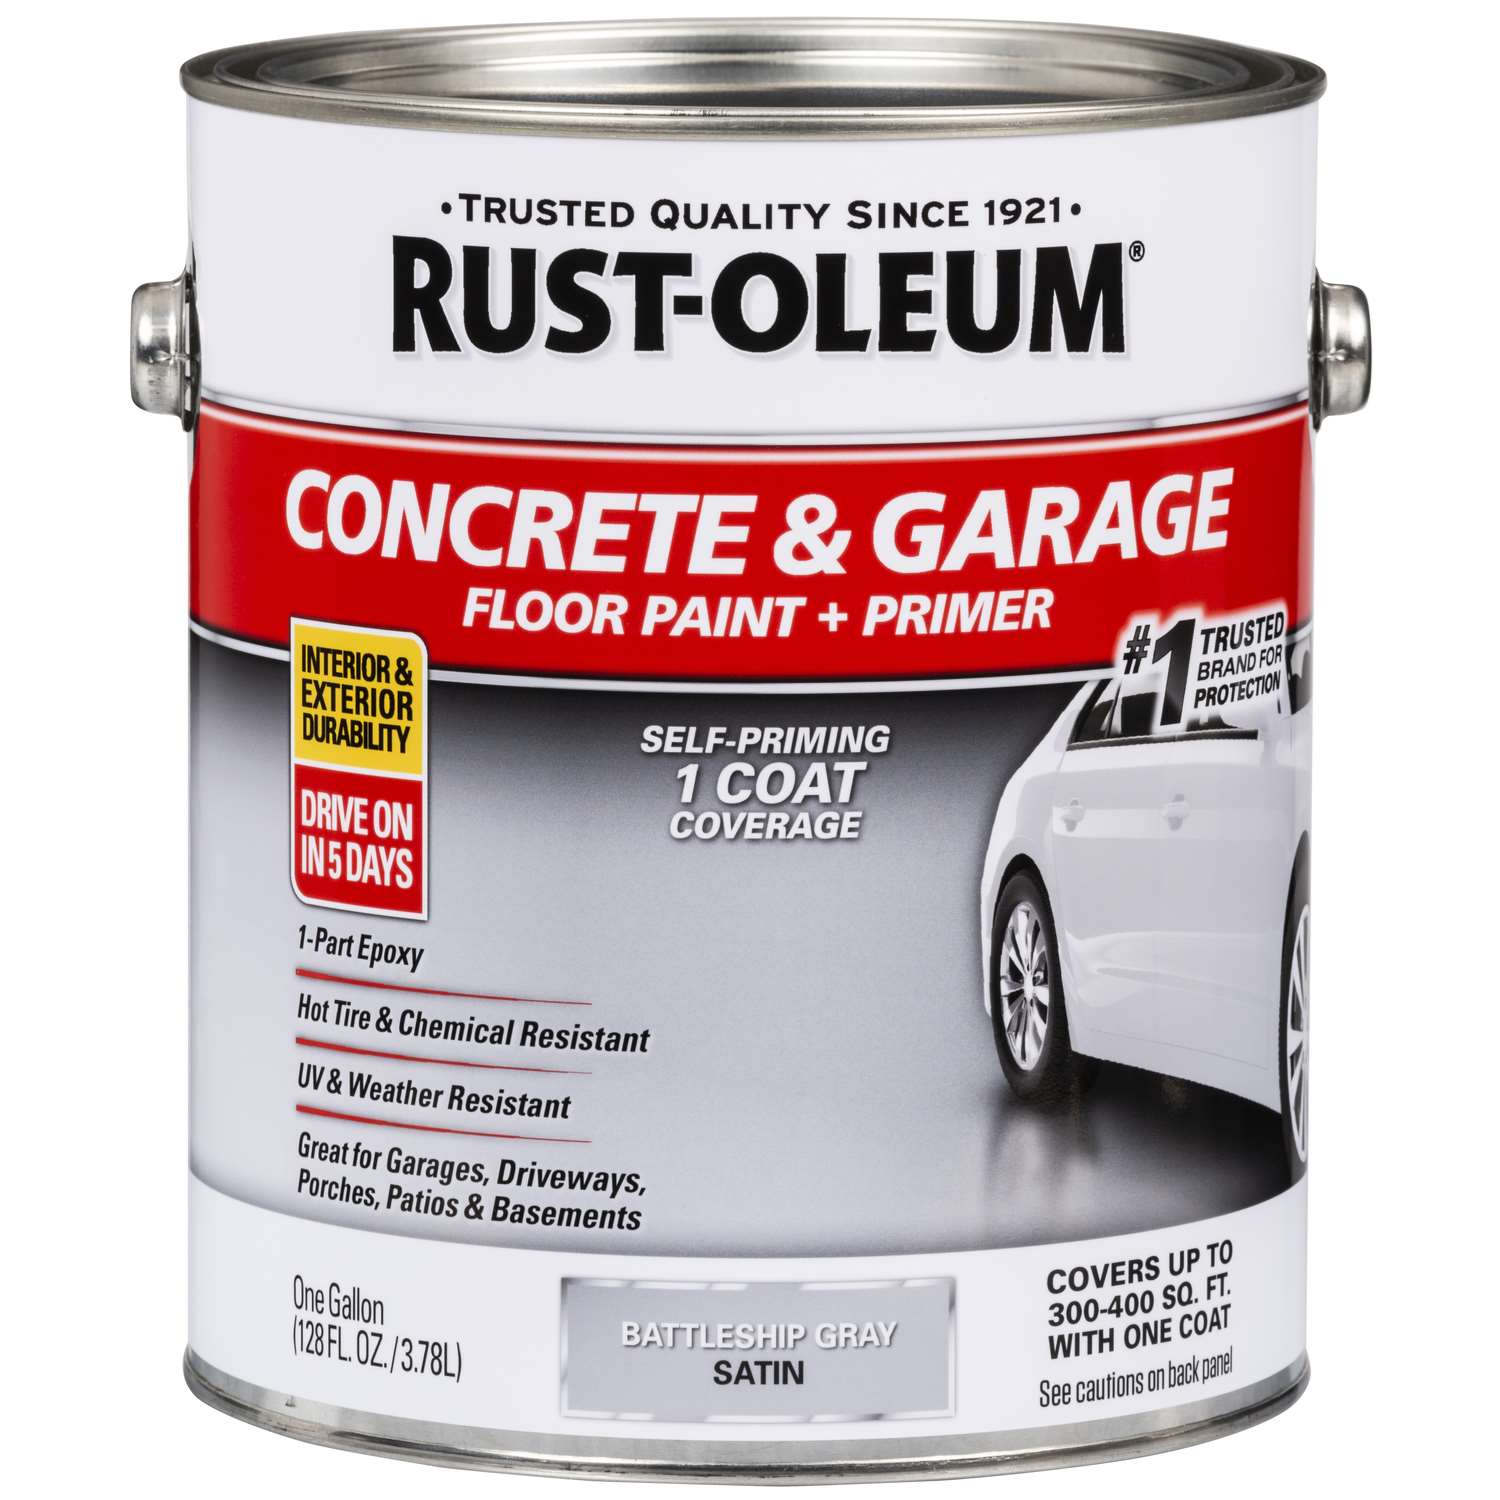 •TRUSTED QUALITY SINCE 1921•
RUST-OLEUM®
CONCRETE & GARAGE
FLOOR PAINT + PRIMER
#1 TRUSTED
BRAND FOR
PROTECTION
INTERIOR &
EXTERIOR
DURABILITY
DRIVE ON
IN 5 DAYS
SELF-PRIMING
1 COAT
COVERAGE
1-Part Epoxy
Hot Tire & Chemical Resistant
UV & Weather Resistant
Great for Garages, Driveways,
Porches, Patios & Basements
One Gallon
(128 FL. OZ. / 3.78L)
BATTLESHIP GRAY
SATIN
COVERS UP TO
300-400 SQ. FT.
WITH ONE COAT
See cautions on back panel